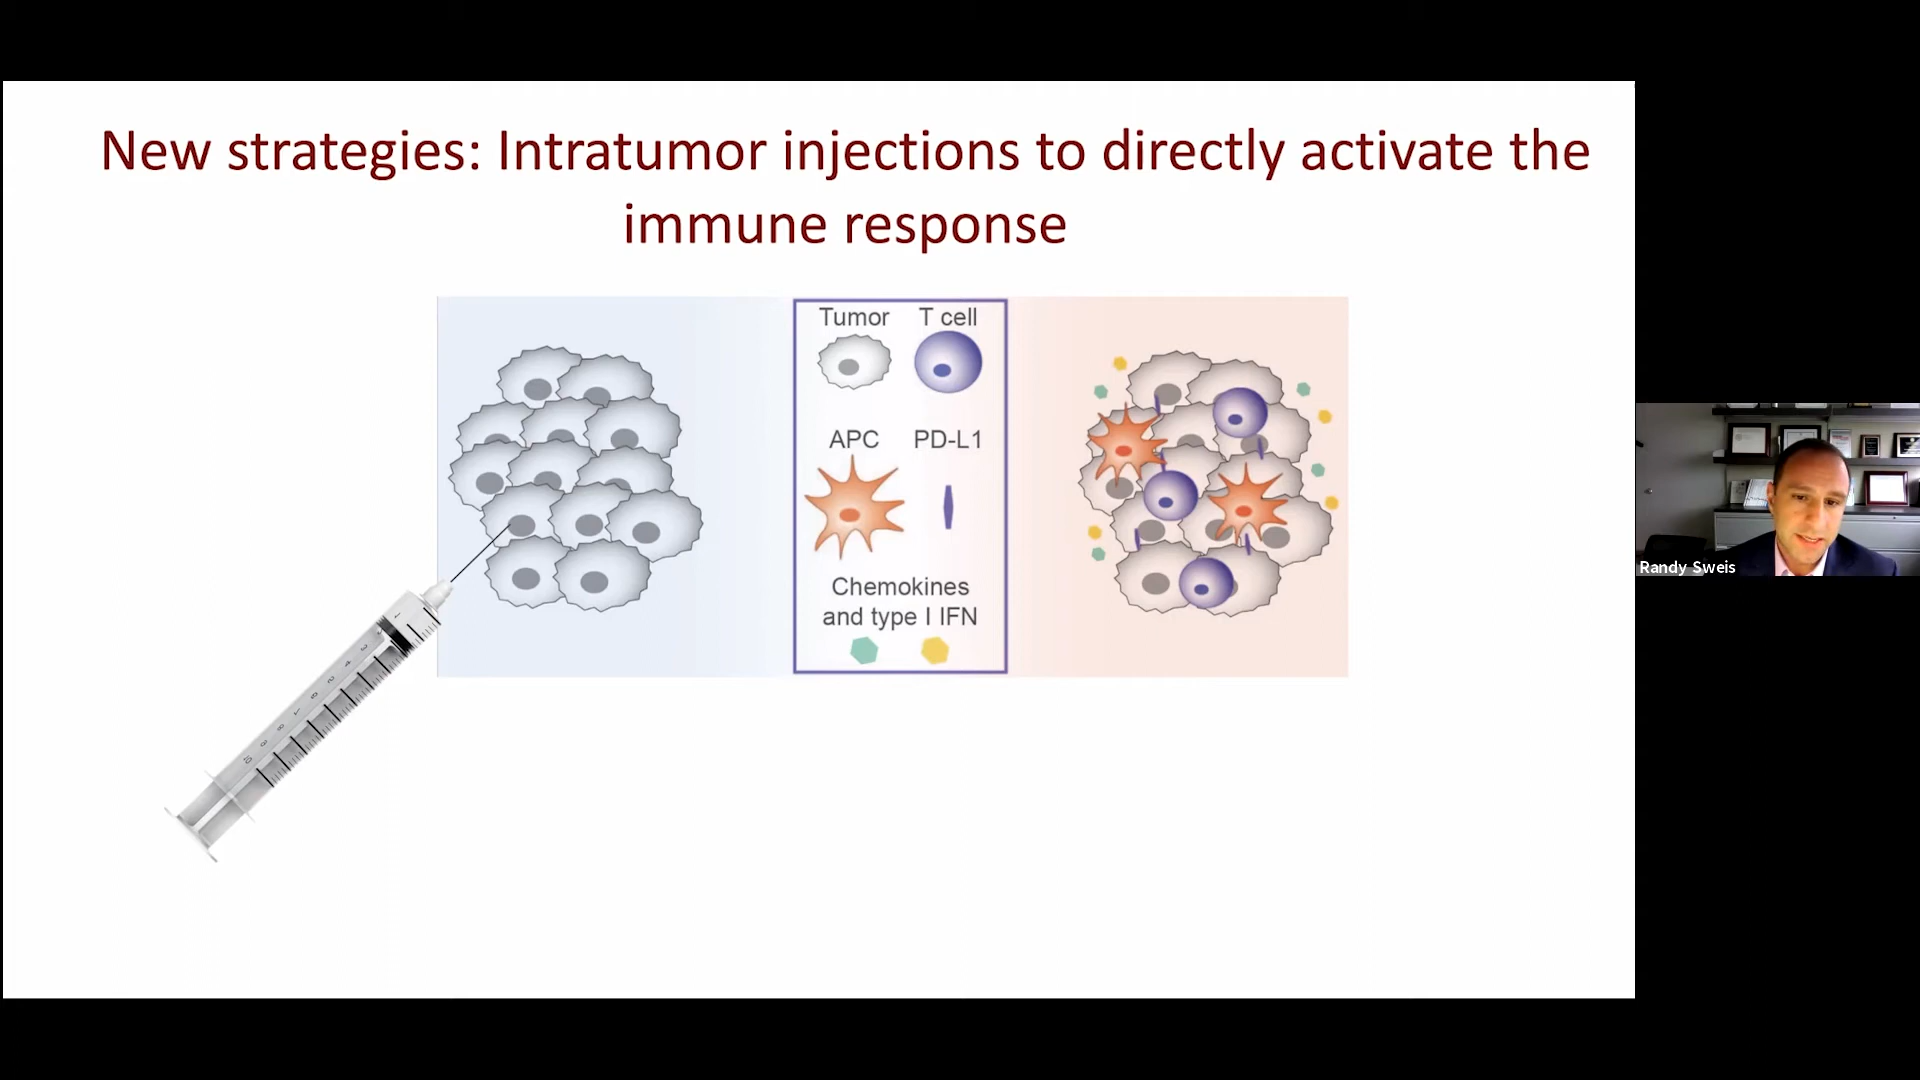 New strategies: Intratumor injections to directly activate the
immune response
Tumor T cell
APC PD-L1
Chemokines
and type I IFN
Randy Sweis